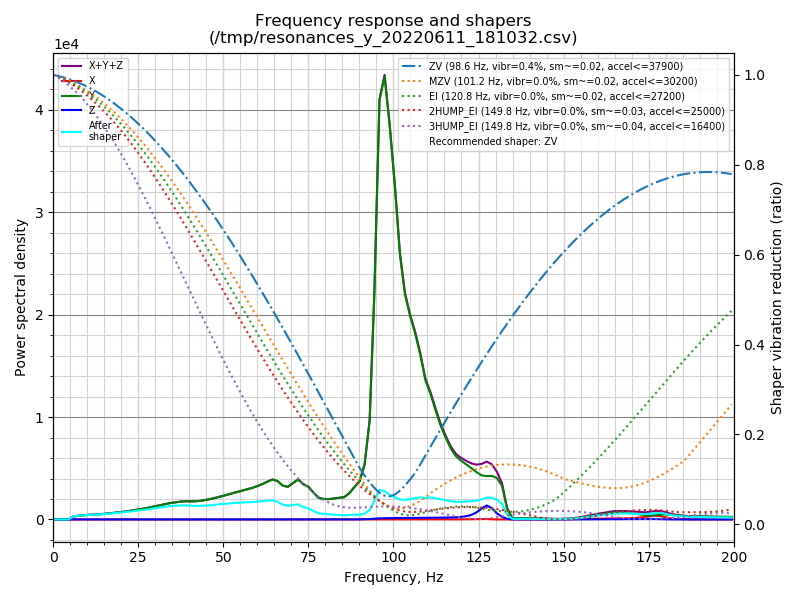 Frequency response and shapers
(/tmp/resonances_y_20220611_181032.csv)
1e4
X+Y+Z
X
Y
Z
After
shaper
ZV (98.6 Hz, vibr=0.4%, sm~=0.02, accel<=37900)
MZV (101.2 Hz, vibr=0.0%, sm~=0.02, accel<=30200)
EI (120.8 Hz, vibr=0.0%, sm~=0.02, accel<=27200)
2HUMP_EI (149.8 Hz, vibr=0.0%, sm~=0.03, accel<=25000)
3HUMP_EI (149.8 Hz, vibr=0.0%, sm~=0.04, accel<=16400)
Recommended shaper: ZV
Power spectral density
4
3
2
1
0
1.0
0.8
0.6
0.4
0.2
0.0
Shaper vibration reduction (ratio)
0 25 50 75 100 125 150 175 200
Frequency, Hz